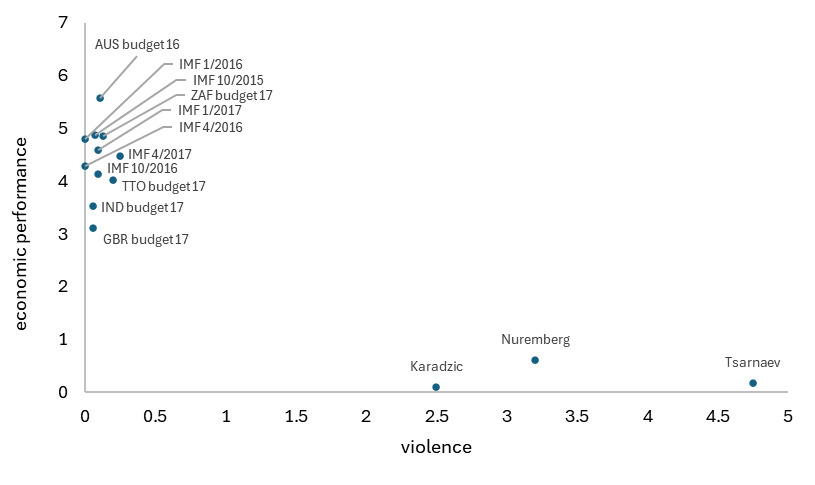 7
AUS budget 16
IMF 1/2016
6
IMF 10/2015
ZAF budget 17
IMF 1/2017
5
IMF 4/2016
IMF 4/2017
IMF 10/2016
4
TTO budget 17
IND budget 17
GBR budget 17
3
2
1
0
economic performance
Nuremberg
Karadzic
Tsarnaev
0 0.5 1 1.5 2 2.5 3 3.5 4 4.5 5
violence